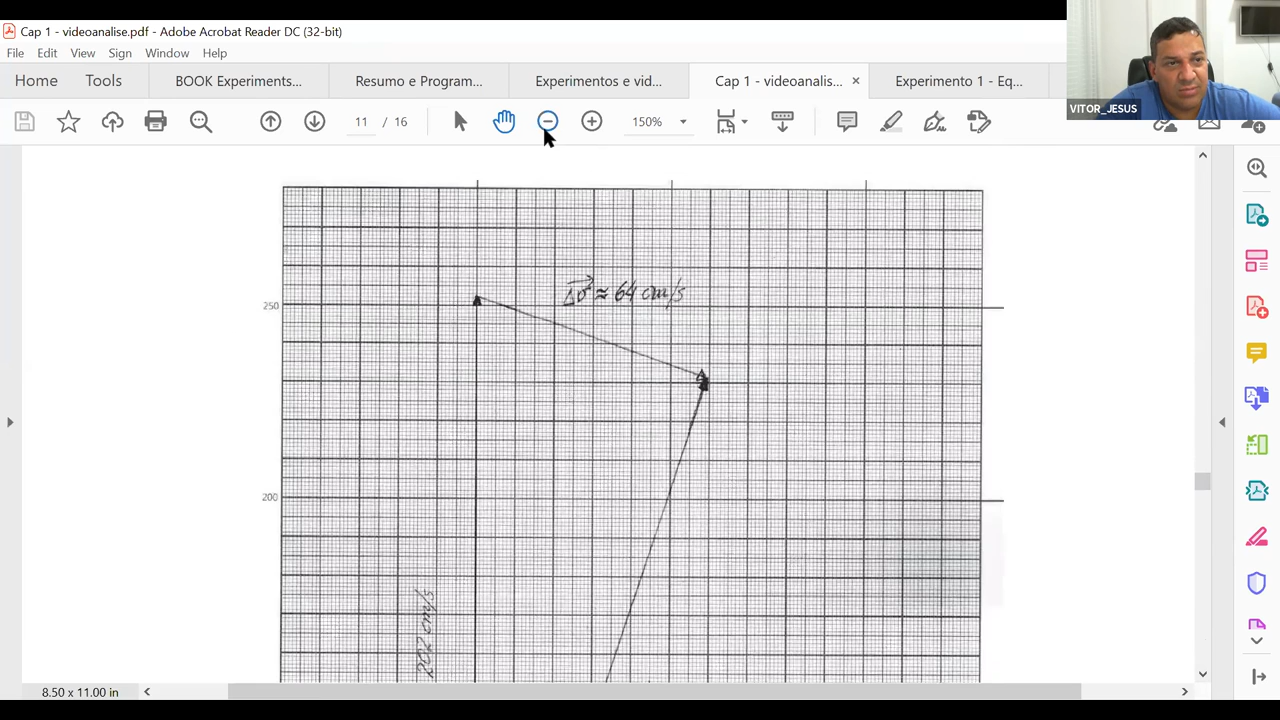 Cap 1 - videoanalise.pdf - Adobe Acrobat Reader DC (32-bit)
File Edit View Sign Window Help
Home Tools BOOK Experiments... Resumo e Program... Experimentos e vid... Cap 1 - videoanalis... × Experimento 1 - Eq...
11 / 16 150%
VITOR_JESUS
Δv ≈ 64 cm/s
250
200
202 cm/s
8.50 x 11.00 in